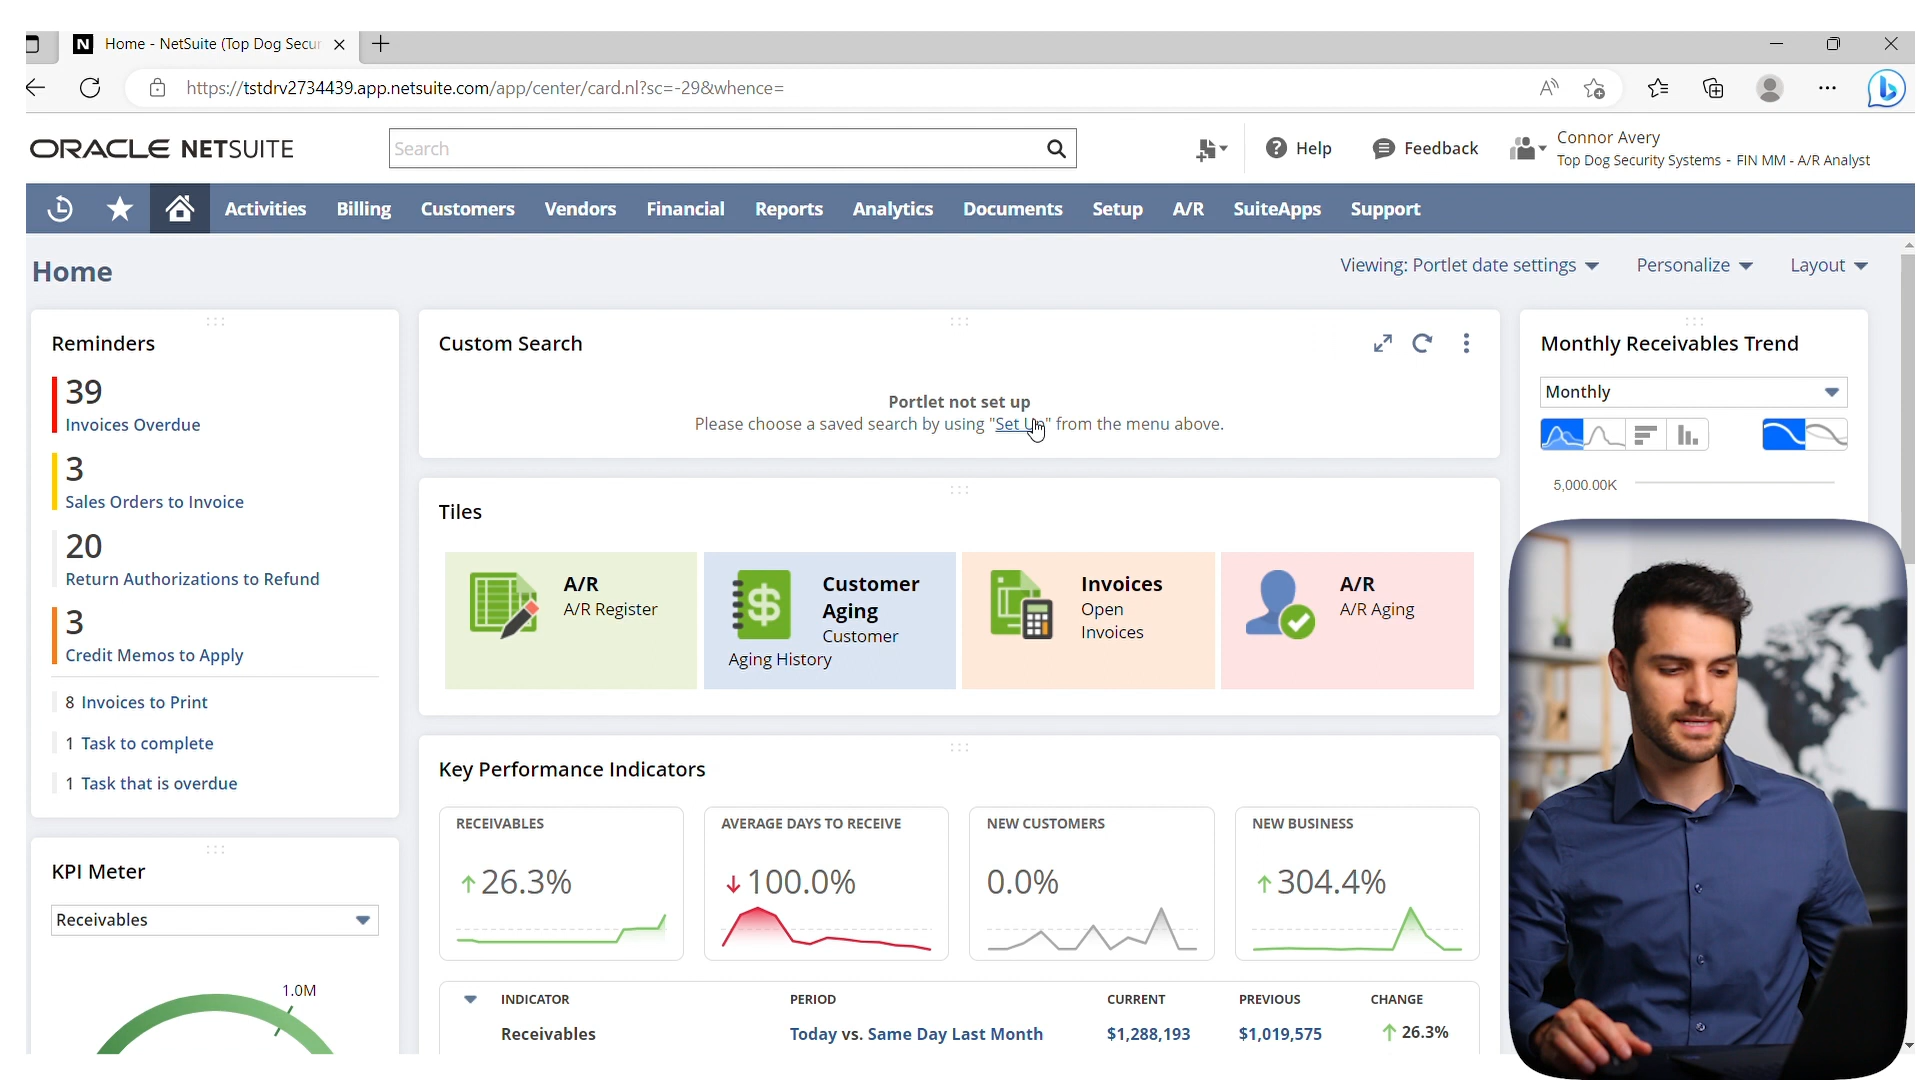 Home - NetSuite (Top Dog Secur
https://tstdrv2734439.app.netsuite.com/app/center/card.nl?sc=-29&whence=
ORACLE NETSUITE
Search
Help
Feedback
Connor Avery
Top Dog Security Systems - FIN MM - A/R Analyst
Activities
Billing
Customers
Vendors
Financial
Reports
Analytics
Documents
Setup
A/R
SuiteApps
Support
Home
Viewing: Portlet date settings
Personalize
Layout
Reminders
39
Invoices Overdue
3
Sales Orders to Invoice
20
Return Authorizations to Refund
3
Credit Memos to Apply
8 Invoices to Print
1 Task to complete
1 Task that is overdue
KPI Meter
Receivables
1.0M
Custom Search
Portlet not set up
Please choose a saved search by using "Set Up" from the menu above.
Tiles
A/R
A/R Register
Customer
Aging
Customer
Aging History
Invoices
Open
Invoices
A/R
A/R Aging
Key Performance Indicators
RECEIVABLES
26.3%
AVERAGE DAYS TO RECEIVE
100.0%
NEW CUSTOMERS
0.0%
NEW BUSINESS
304.4%
INDICATOR PERIOD CURRENT PREVIOUS CHANGE
Receivables Today vs. Same Day Last Month $1,288,193 $1,019,575 26.3%
Monthly Receivables Trend
Monthly
5,000.00K